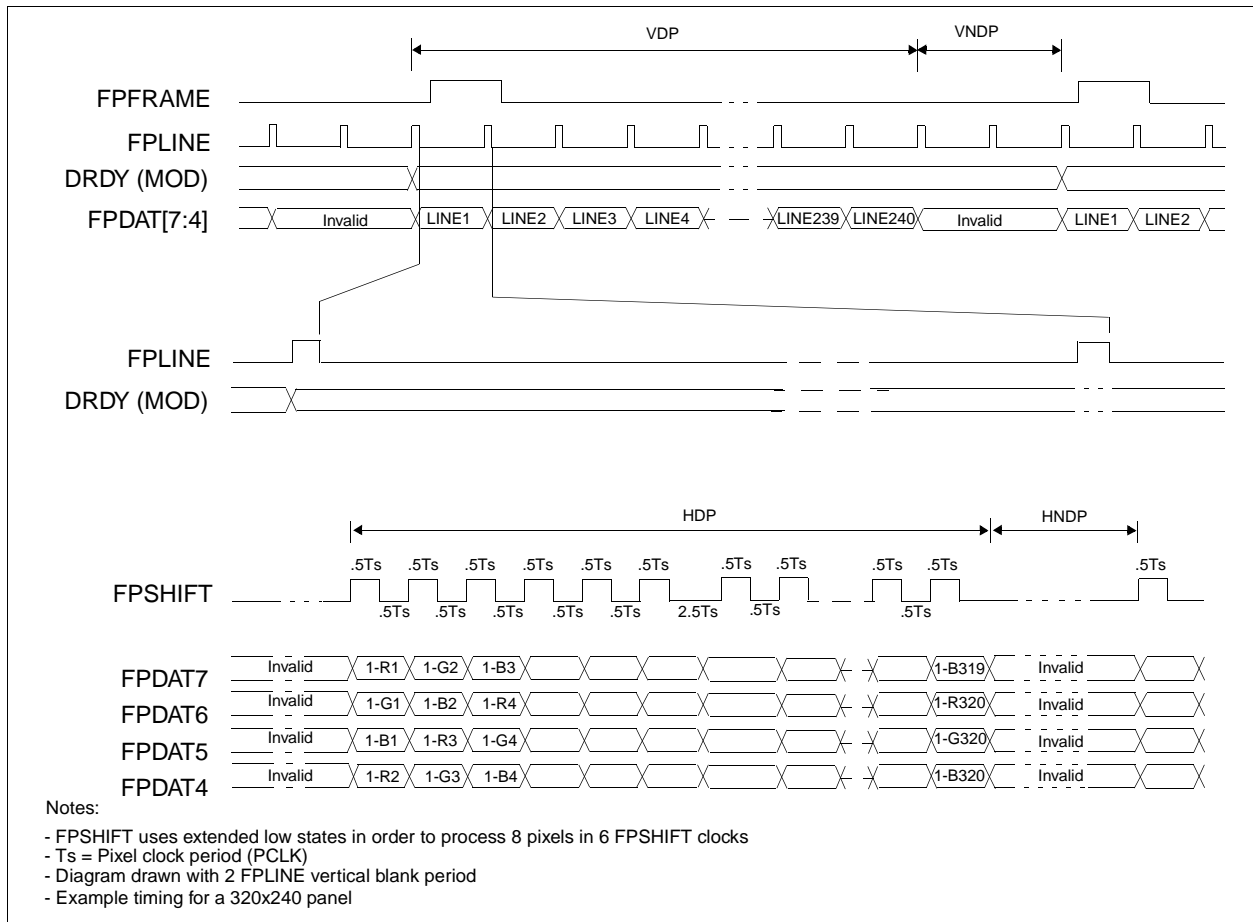 VDP VNDP
FPFRAME
FPLINE
DRDY (MOD)
FPDAT[7:4] Invalid LINE1 LINE2 LINE3 LINE4 LINE239 LINE240 Invalid LINE1 LINE2
FPLINE
DRDY (MOD)
HDP HNDP
.5Ts .5Ts .5Ts .5Ts .5Ts .5Ts .5Ts .5Ts .5Ts .5Ts .5Ts
FPSHIFT
.5Ts .5Ts .5Ts .5Ts .5Ts 2.5Ts .5Ts .5Ts
FPDAT7 Invalid 1-R1 1-G2 1-B3 1-B319 Invalid
FPDAT6 Invalid 1-G1 1-B2 1-R4 1-R320 Invalid
FPDAT5 Invalid 1-B1 1-R3 1-G4 1-G320 Invalid
FPDAT4 Invalid 1-R2 1-G3 1-B4 1-B320 Invalid
Notes:
- FPSHIFT uses extended low states in order to process 8 pixels in 6 FPSHIFT clocks
- Ts = Pixel clock period (PCLK)
- Diagram drawn with 2 FPLINE vertical blank period
- Example timing for a 320x240 panel